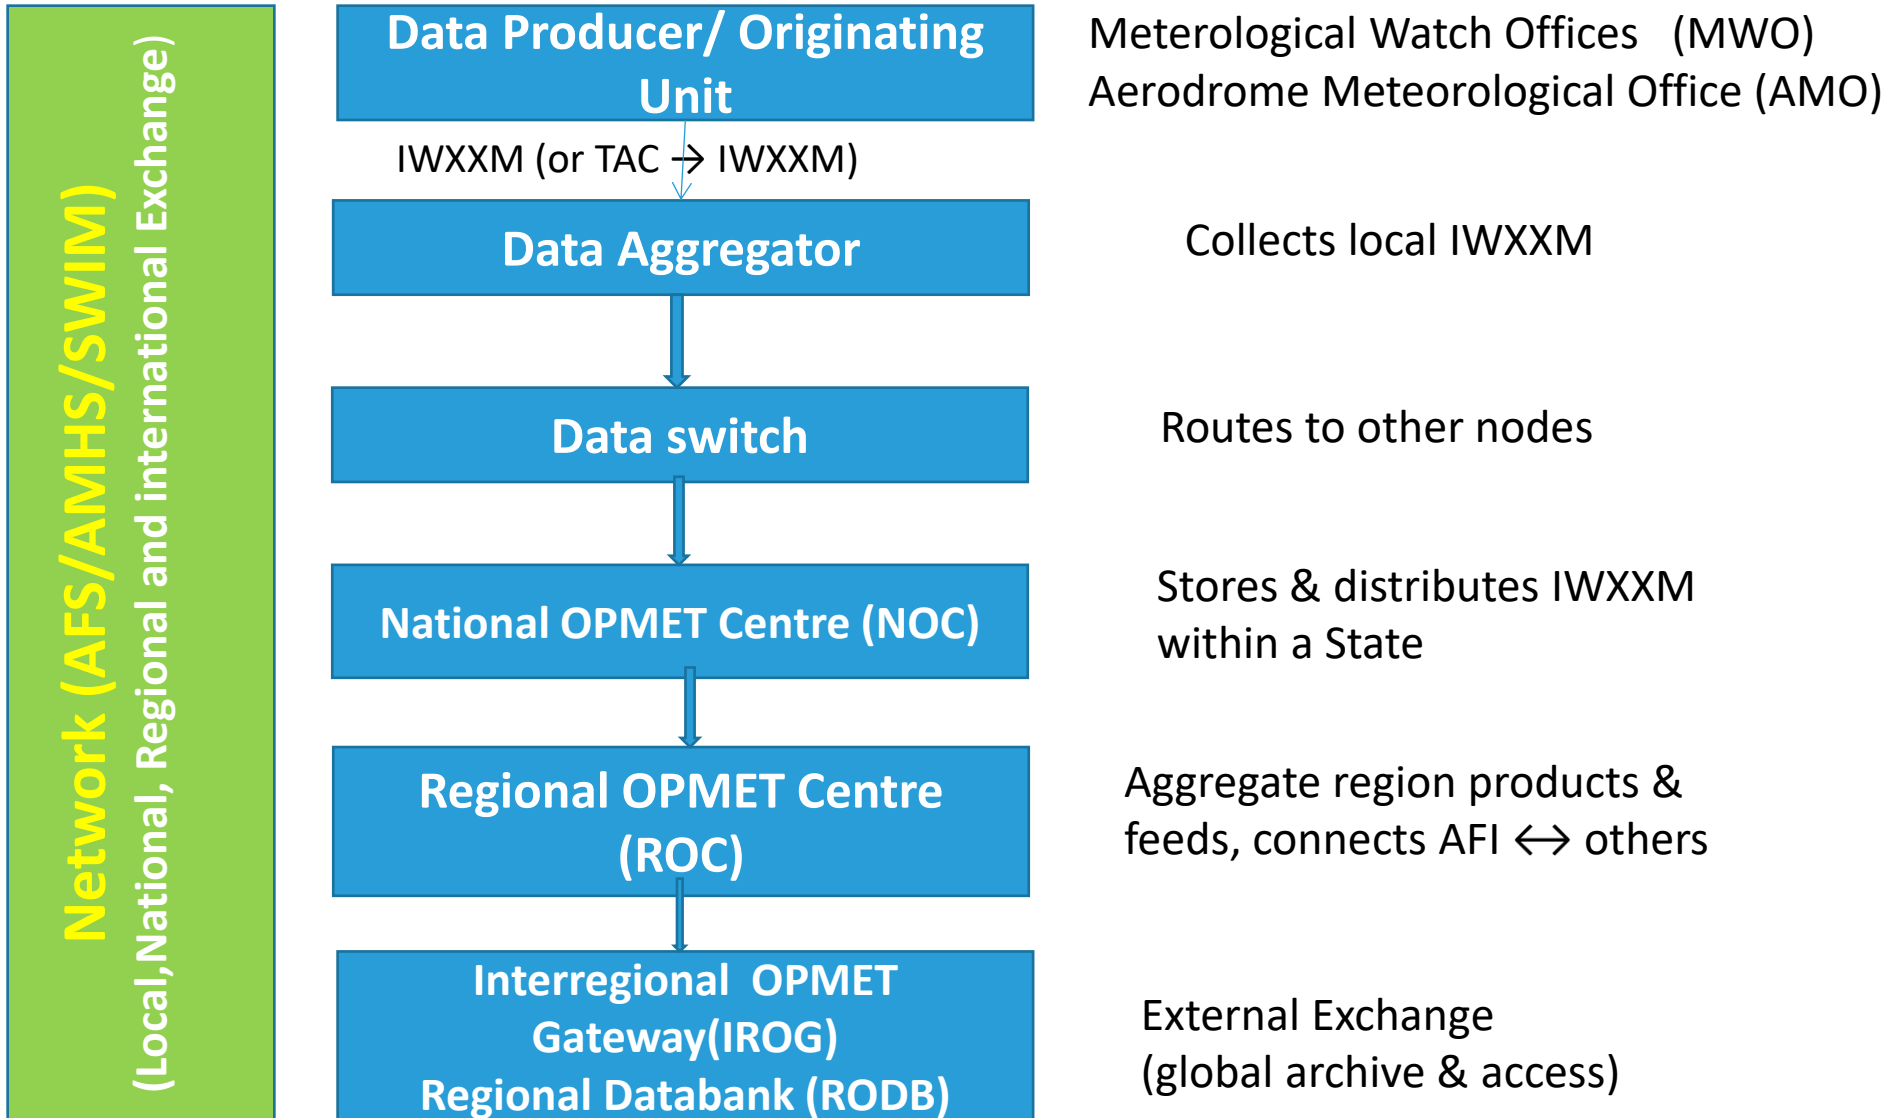 Network (AFS/AMHS/SWIM)
(Local,National, Regional and international Exchange)
Data Producer/ Originating
Unit
Meterological Watch Offices (MWO)
Aerodrome Meteorological Office (AMO)
IWXXM (or TAC → IWXXM)
Data Aggregator
Collects local IWXXM
Data switch
Routes to other nodes
National OPMET Centre (NOC)
Stores & distributes IWXXM
within a State
Regional OPMET Centre
(ROC)
Aggregate region products &
feeds, connects AFI ↔ others
Interregional OPMET
Gateway(IROG)
Regional Databank (RODB)
External Exchange
(global archive & access)